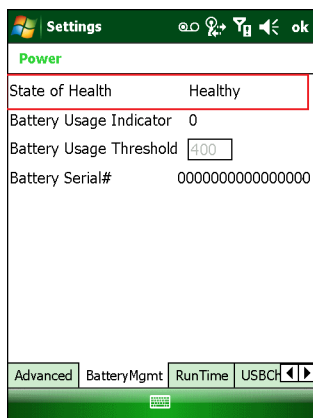 Settings ok
Power
State of Health Healthy
Battery Usage Indicator 0
Battery Usage Threshold 400
Battery Serial# 0000000000000000
Advanced BatteryMgmt RunTime USBCh